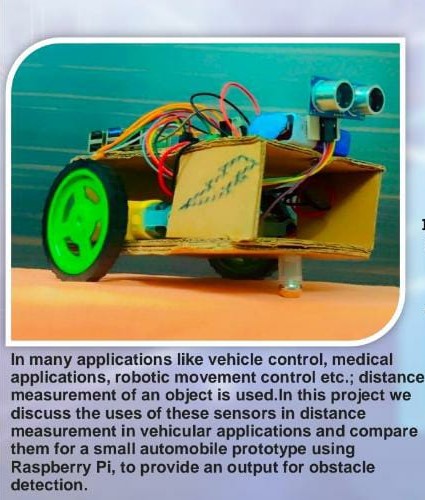 In many applications like vehicle control, medical
applications, robotic movement control etc.; distance
measurement of an object is used.In this project we
discuss the uses of these sensors in distance
measurement in vehicular applications and compare
them for a small automobile prototype using
Raspberry Pi, to provide an output for obstacle
detection.